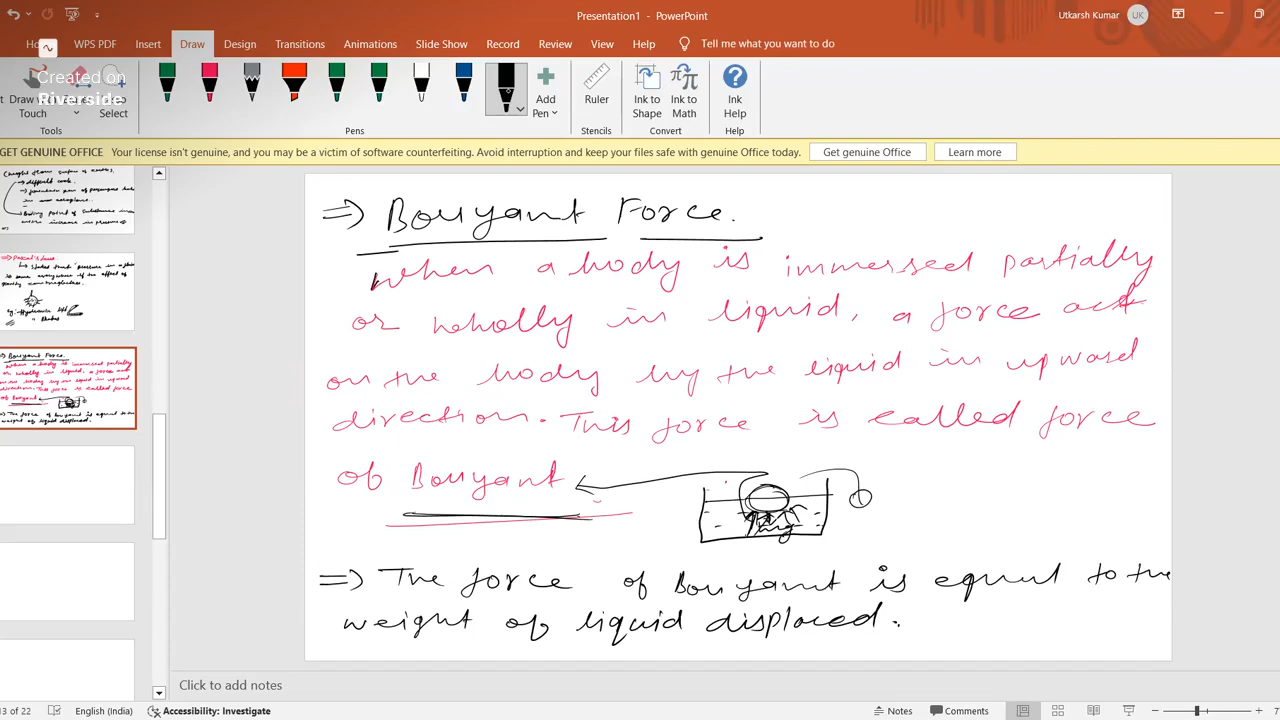 Presentation1 - PowerPoint
Utkarsh Kumar UK
WPS PDF Insert Draw Design Transitions Animations Slide Show Record Review View Help Tell me what you want to do
Created on
Riverside
Touch Select
Add Pen
Ruler
Ink to Shape
Ink to Math
Ink Help
Tools Pens Stencils Convert Help
GET GENUINE OFFICE Your license isn't genuine, and you may be a victim of software counterfeiting. Avoid interruption and keep your files safe with genuine Office today. Get genuine Office Learn more
=> Bouyant Force.
When a body is immersed partially
or wholly in liquid, a force act
on the body by the liquid in upward
direction. This force is called force
of Bouyant
mg
=> The force of Bouyant is equal to the
weight of liquid displaced.
Click to add notes
13 of 22 English (India) Accessibility: Investigate Notes Comments